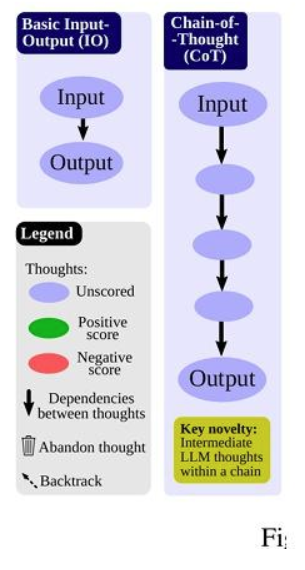 Basic Input-
Output (IO)
Input
Output
Legend
Thoughts:
Unscored
Positive
score
Negative
score
Dependencies
between thoughts
Abandon thought
Backtrack
Chain-of-
-Thought
(CoT)
Input
Output
Key novelty:
Intermediate
LLM thoughts
within a chain